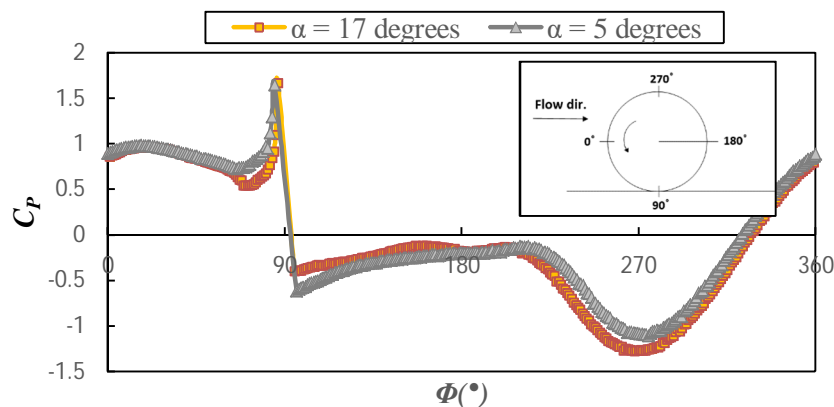 α = 17 degrees α = 5 degrees
2
1.5
1
0.5
0
-0.5
-1
-1.5
0 90 180 270 360
C_P
Φ(•)
270˚
Flow dir.
0˚ 180˚
90˚